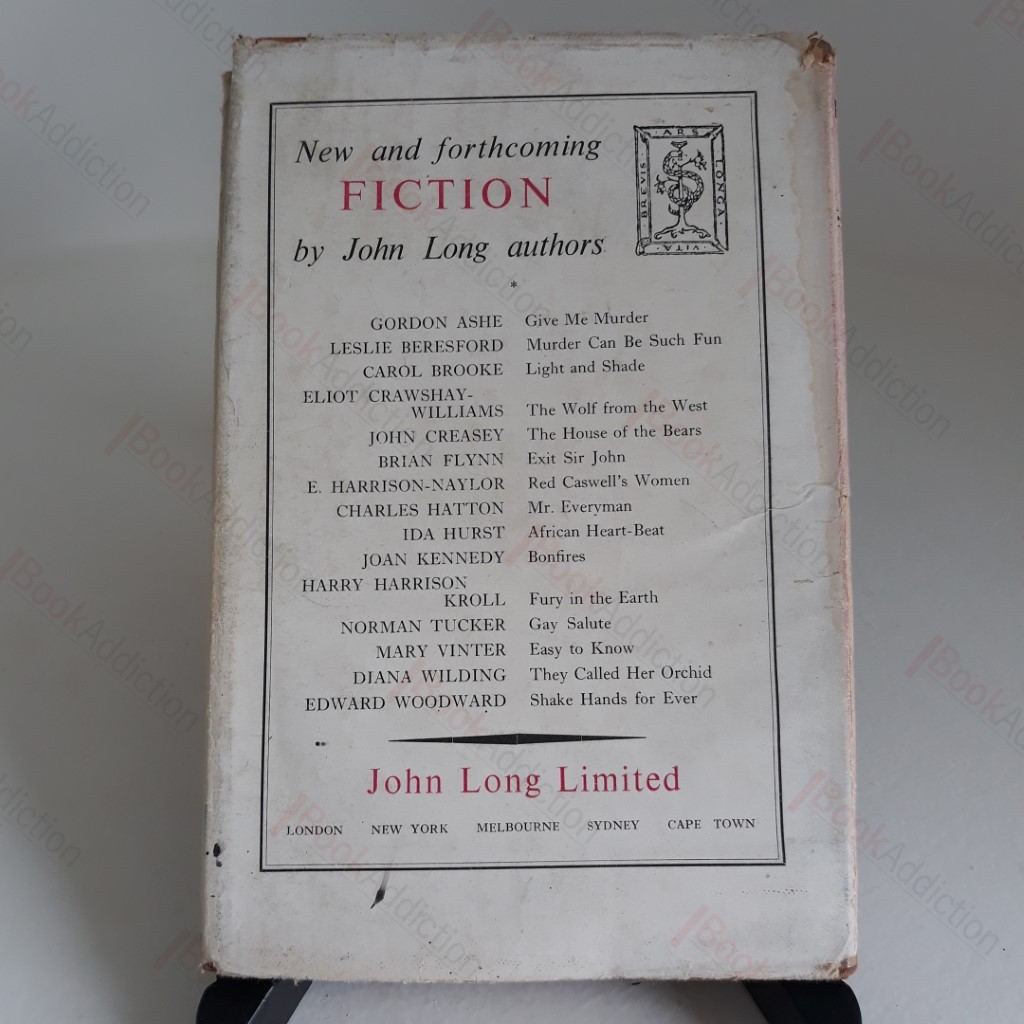 New and forthcoming
FICTION
by John Long authors
ARS
LONGA
VITA
BREVIS
*
GORDON ASHE Give Me Murder
LESLIE BERESFORD Murder Can Be Such Fun
CAROL BROOKE Light and Shade
ELIOT CRAWSHAY-
WILLIAMS The Wolf from the West
JOHN CREASEY The House of the Bears
BRIAN FLYNN Exit Sir John
E. HARRISON-NAYLOR Red Caswell's Women
CHARLES HATTON Mr. Everyman
IDA HURST African Heart-Beat
JOAN KENNEDY Bonfires
HARRY HARRISON
KROLL Fury in the Earth
NORMAN TUCKER Gay Salute
MARY VINTER Easy to Know
DIANA WILDING They Called Her Orchid
EDWARD WOODWARD Shake Hands for Ever
John Long Limited
LONDON NEW YORK MELBOURNE SYDNEY CAPE TOWN
BookAddiction